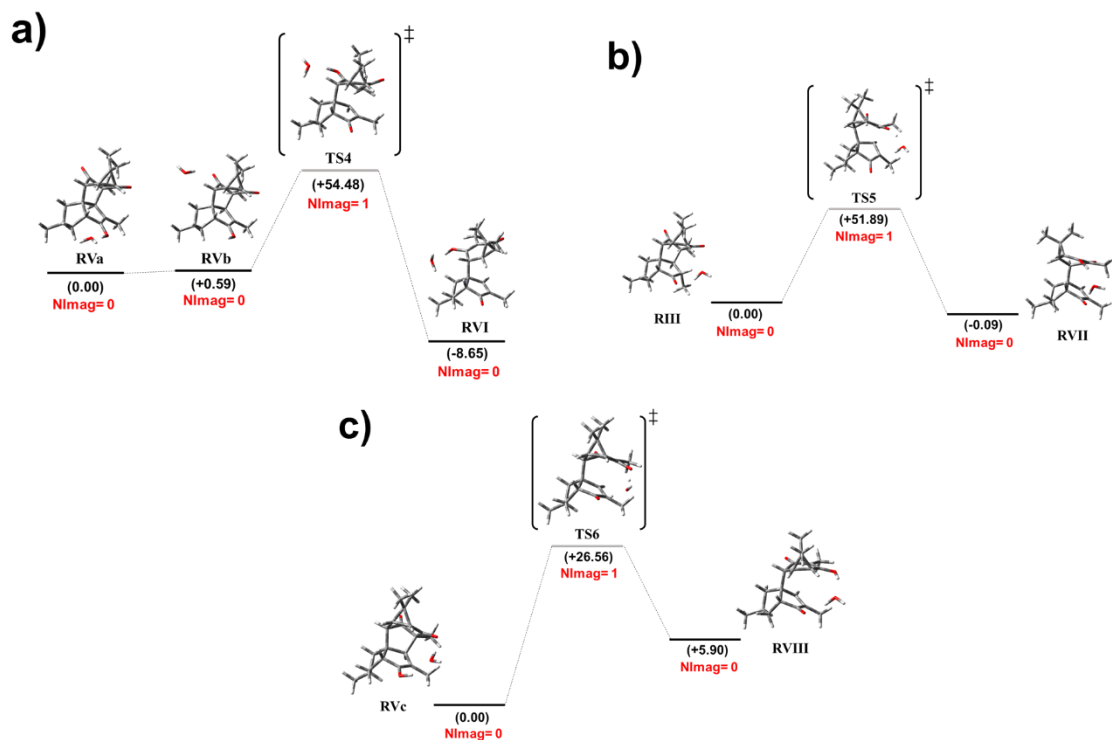 a)
‡
TS4
(+54.48)
NImag= 1
RVa
(0.00)
NImag= 0
RVb
(+0.59)
NImag= 0
RVI
(-8.65)
NImag= 0
b)
‡
TS5
(+51.89)
NImag= 1
RIII
(0.00)
NImag= 0
RVII
(-0.09)
NImag= 0
c)
‡
TS6
(+26.56)
NImag= 1
RVc
(0.00)
NImag= 0
RVIII
(+5.90)
NImag= 0